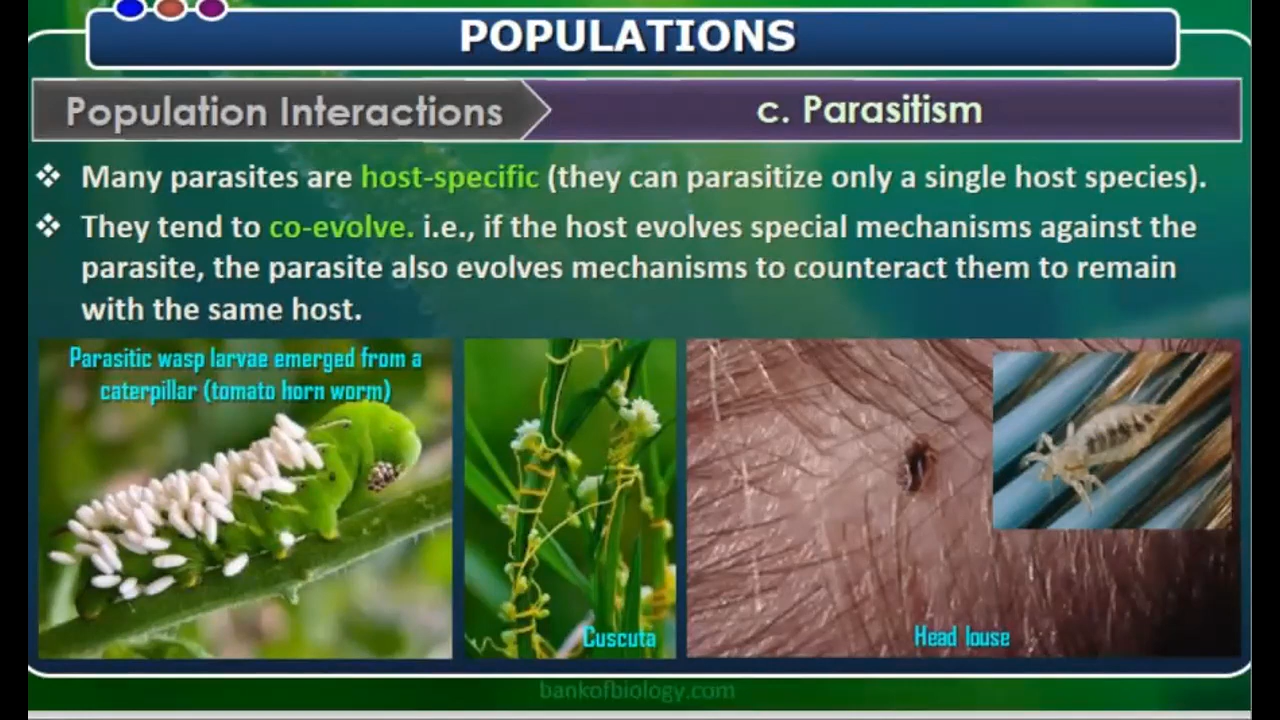 POPULATIONS
Population Interactions
c. Parasitism
❖ Many parasites are host-specific (they can parasitize only a single host species).
❖ They tend to co-evolve. i.e., if the host evolves special mechanisms against the
parasite, the parasite also evolves mechanisms to counteract them to remain
with the same host.
Parasitic wasp larvae emerged from a
caterpillar (tomato horn worm)
Cuscuta
Head louse
bankofbiology.com